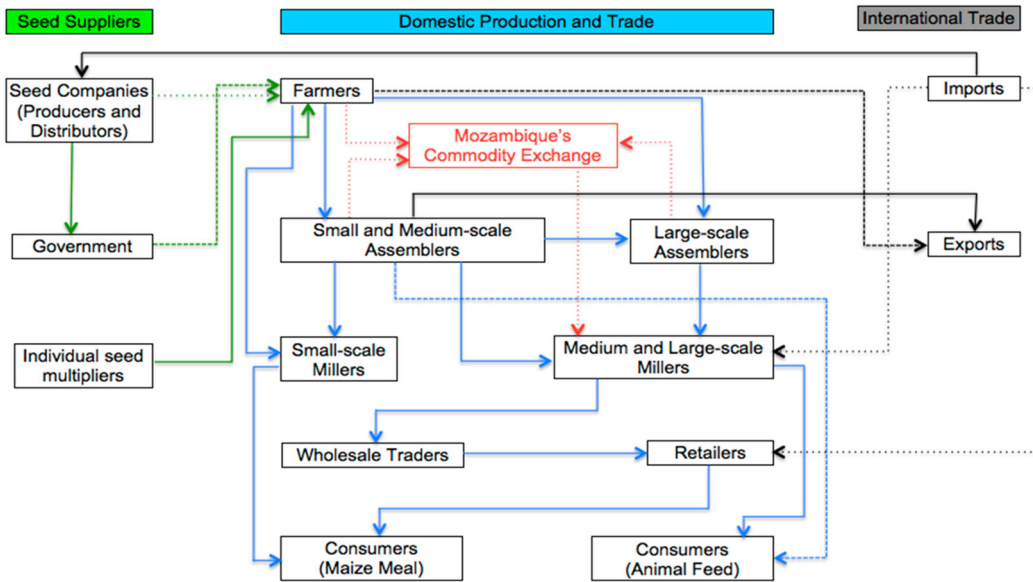 Seed Suppliers
Domestic Production and Trade
International Trade
Seed Companies
(Producers and
Distributors)
Farmers
Imports
Mozambique's
Commodity Exchange
Government
Small and Medium-scale
Assemblers
Large-scale
Assemblers
Exports
Individual seed
multipliers
Small-scale
Millers
Medium and Large-scale
Millers
Wholesale Traders
Retailers
Consumers
(Maize Meal)
Consumers
(Animal Feed)